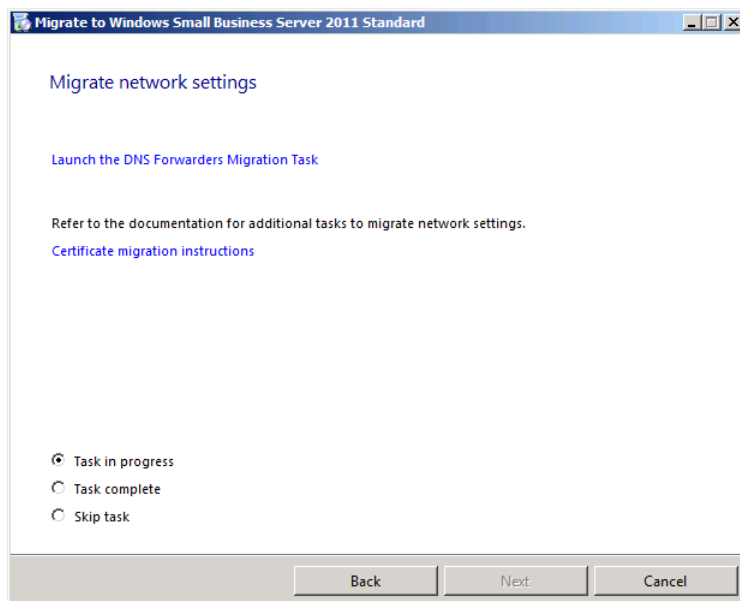 Migrate to Windows Small Business Server 2011 Standard
Migrate network settings
Launch the DNS Forwarders Migration Task
Refer to the documentation for additional tasks to migrate network settings.
Certificate migration instructions
Task in progress
Task complete
Skip task
Back Next Cancel